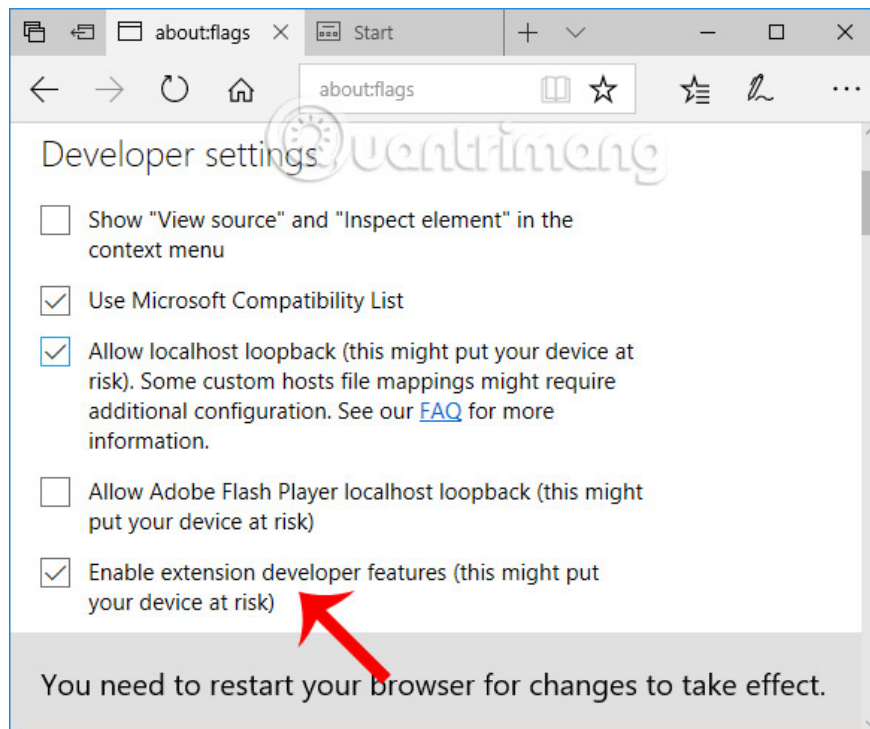 about:flags
Start
about:flags
Quantrimang
Developer settings
Show "View source" and "Inspect element" in the
context menu
Use Microsoft Compatibility List
Allow localhost loopback (this might put your device at
risk). Some custom hosts file mappings might require
additional configuration. See our FAQ for more
information.
Allow Adobe Flash Player localhost loopback (this might
put your device at risk)
Enable extension developer features (this might put
your device at risk)
You need to restart your browser for changes to take effect.